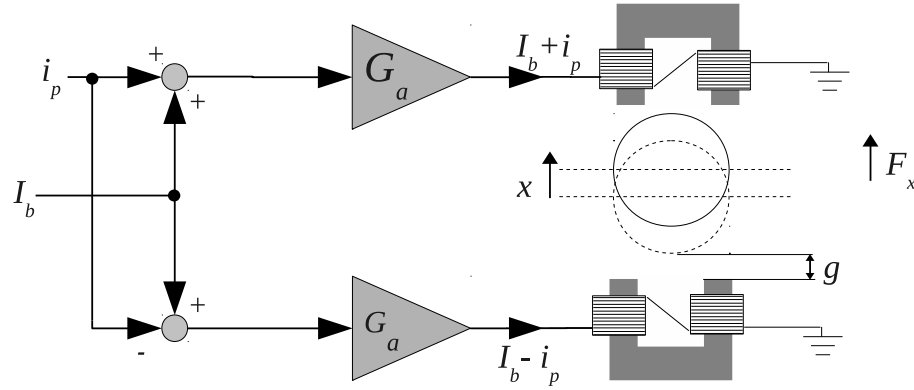 I_b + i_p
+
G_a
i_p
+
x
F_x
I_b
g
+
G_a
-
I_b - i_p